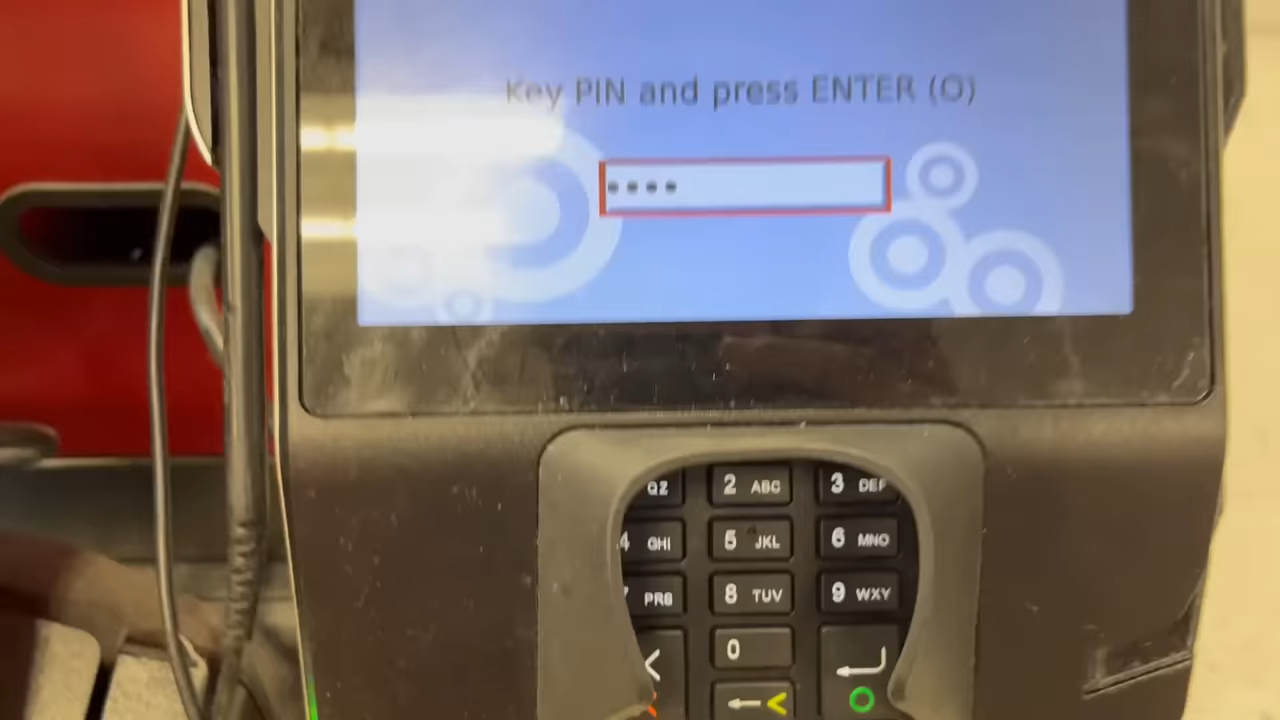 Key PIN and press ENTER (O)
••••
QZ 2 ABC 3 DEF
4 GHI 5 JKL 6 MNO
7 PRS 8 TUV 9 WXY
0